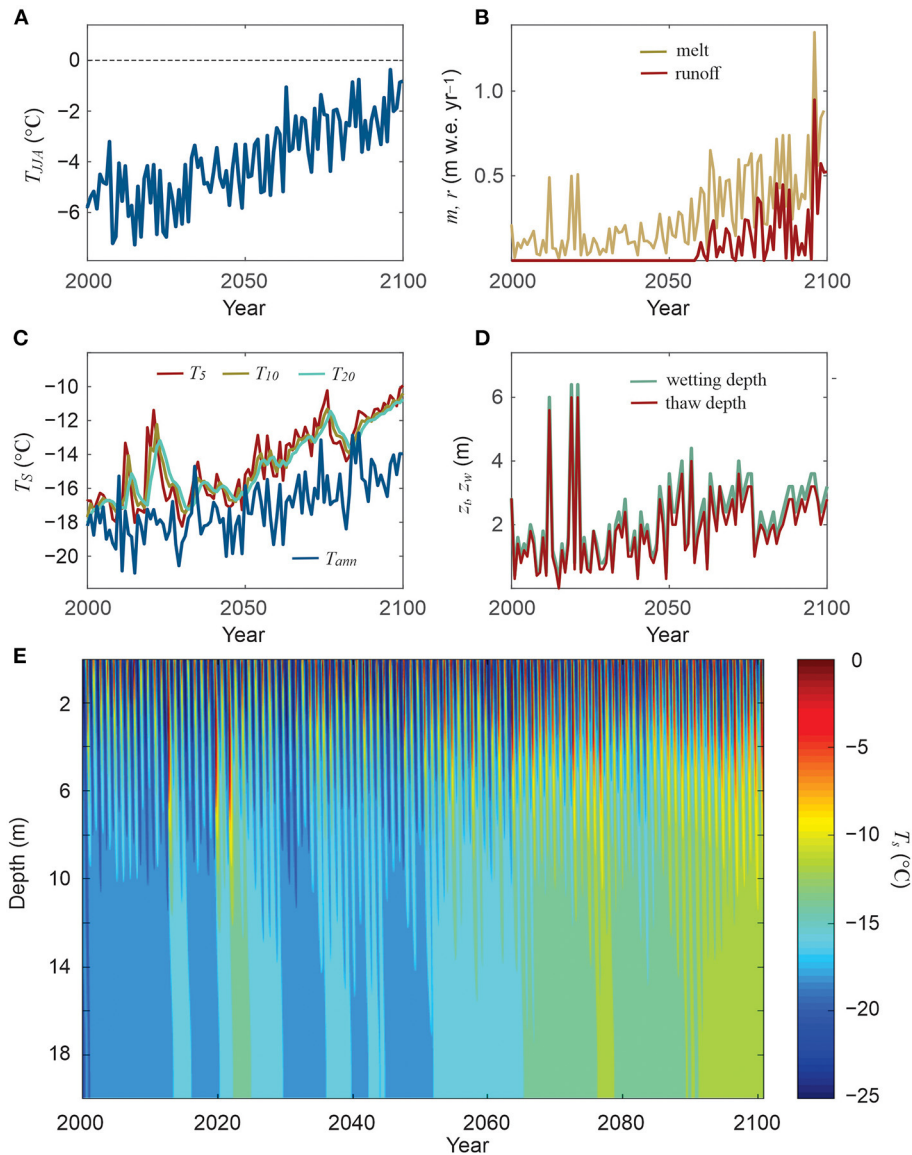 A
0
−2
−4
−6
T_JJA (°C)
2000 2050 2100
Year
B
melt
runoff
1.0
0.5
m, r (m w.e. yr⁻¹)
2000 2050 2100
Year
C
T₅ T₁₀ T₂₀
−10
−12
−14
−16
−18
−20
T_S (°C)
T_ann
2000 2050 2100
Year
D
wetting depth
thaw depth
6
4
2
z_t, z_w (m)
2000 2050 2100
Year
E
2
6
10
14
18
Depth (m)
2000 2020 2040 2060 2080 2100
Year
0
−5
−10
−15
−20
−25
T_s (°C)